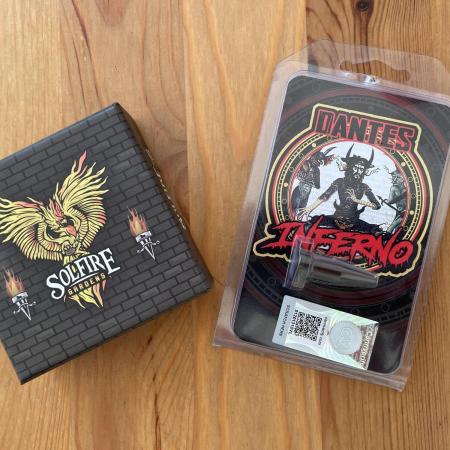 SOLFIRE
GARDENS
DANTES
INFERNO